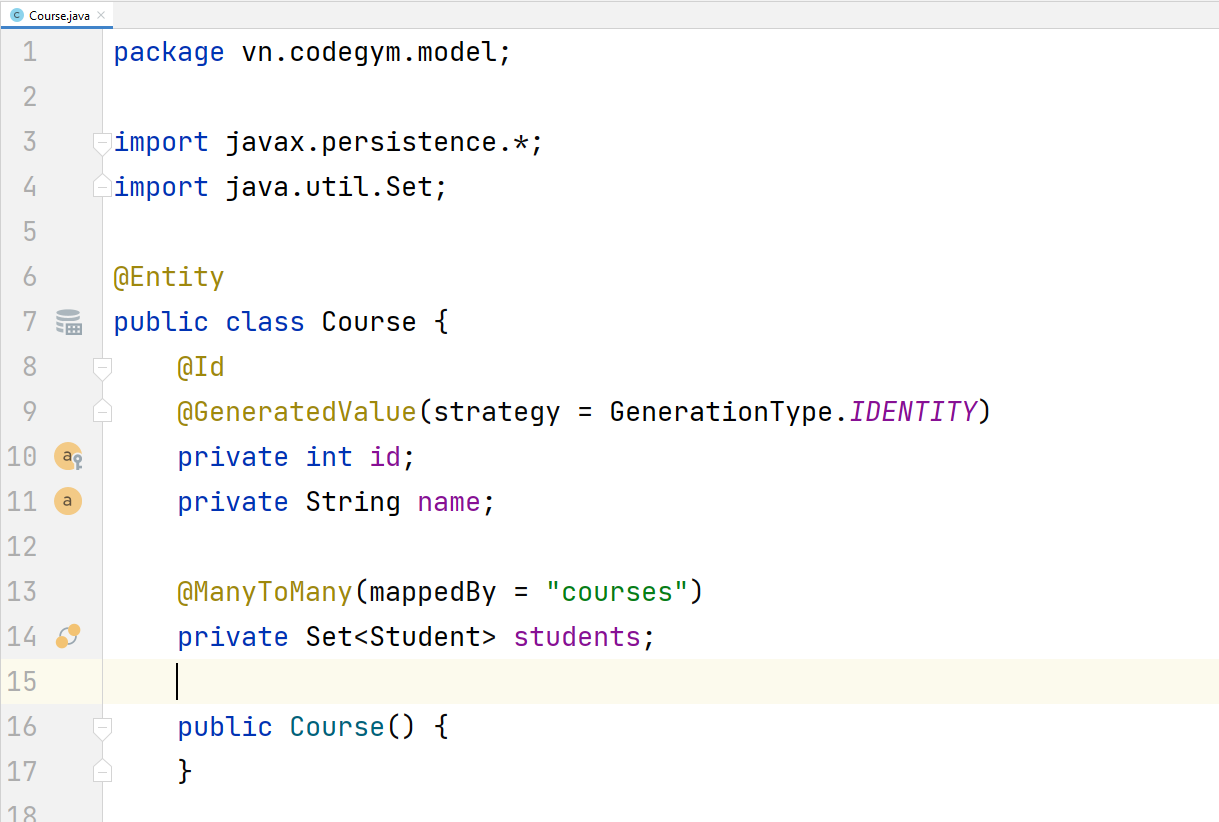 Course.java
1 package vn.codegym.model;
2
3 import javax.persistence.*;
4 import java.util.Set;
5
6 @Entity
7 public class Course {
8 @Id
9 @GeneratedValue(strategy = GenerationType.IDENTITY)
10 private int id;
11 private String name;
12
13 @ManyToMany(mappedBy = "courses")
14 private Set<Student> students;
15
16 public Course() {
17 }
18